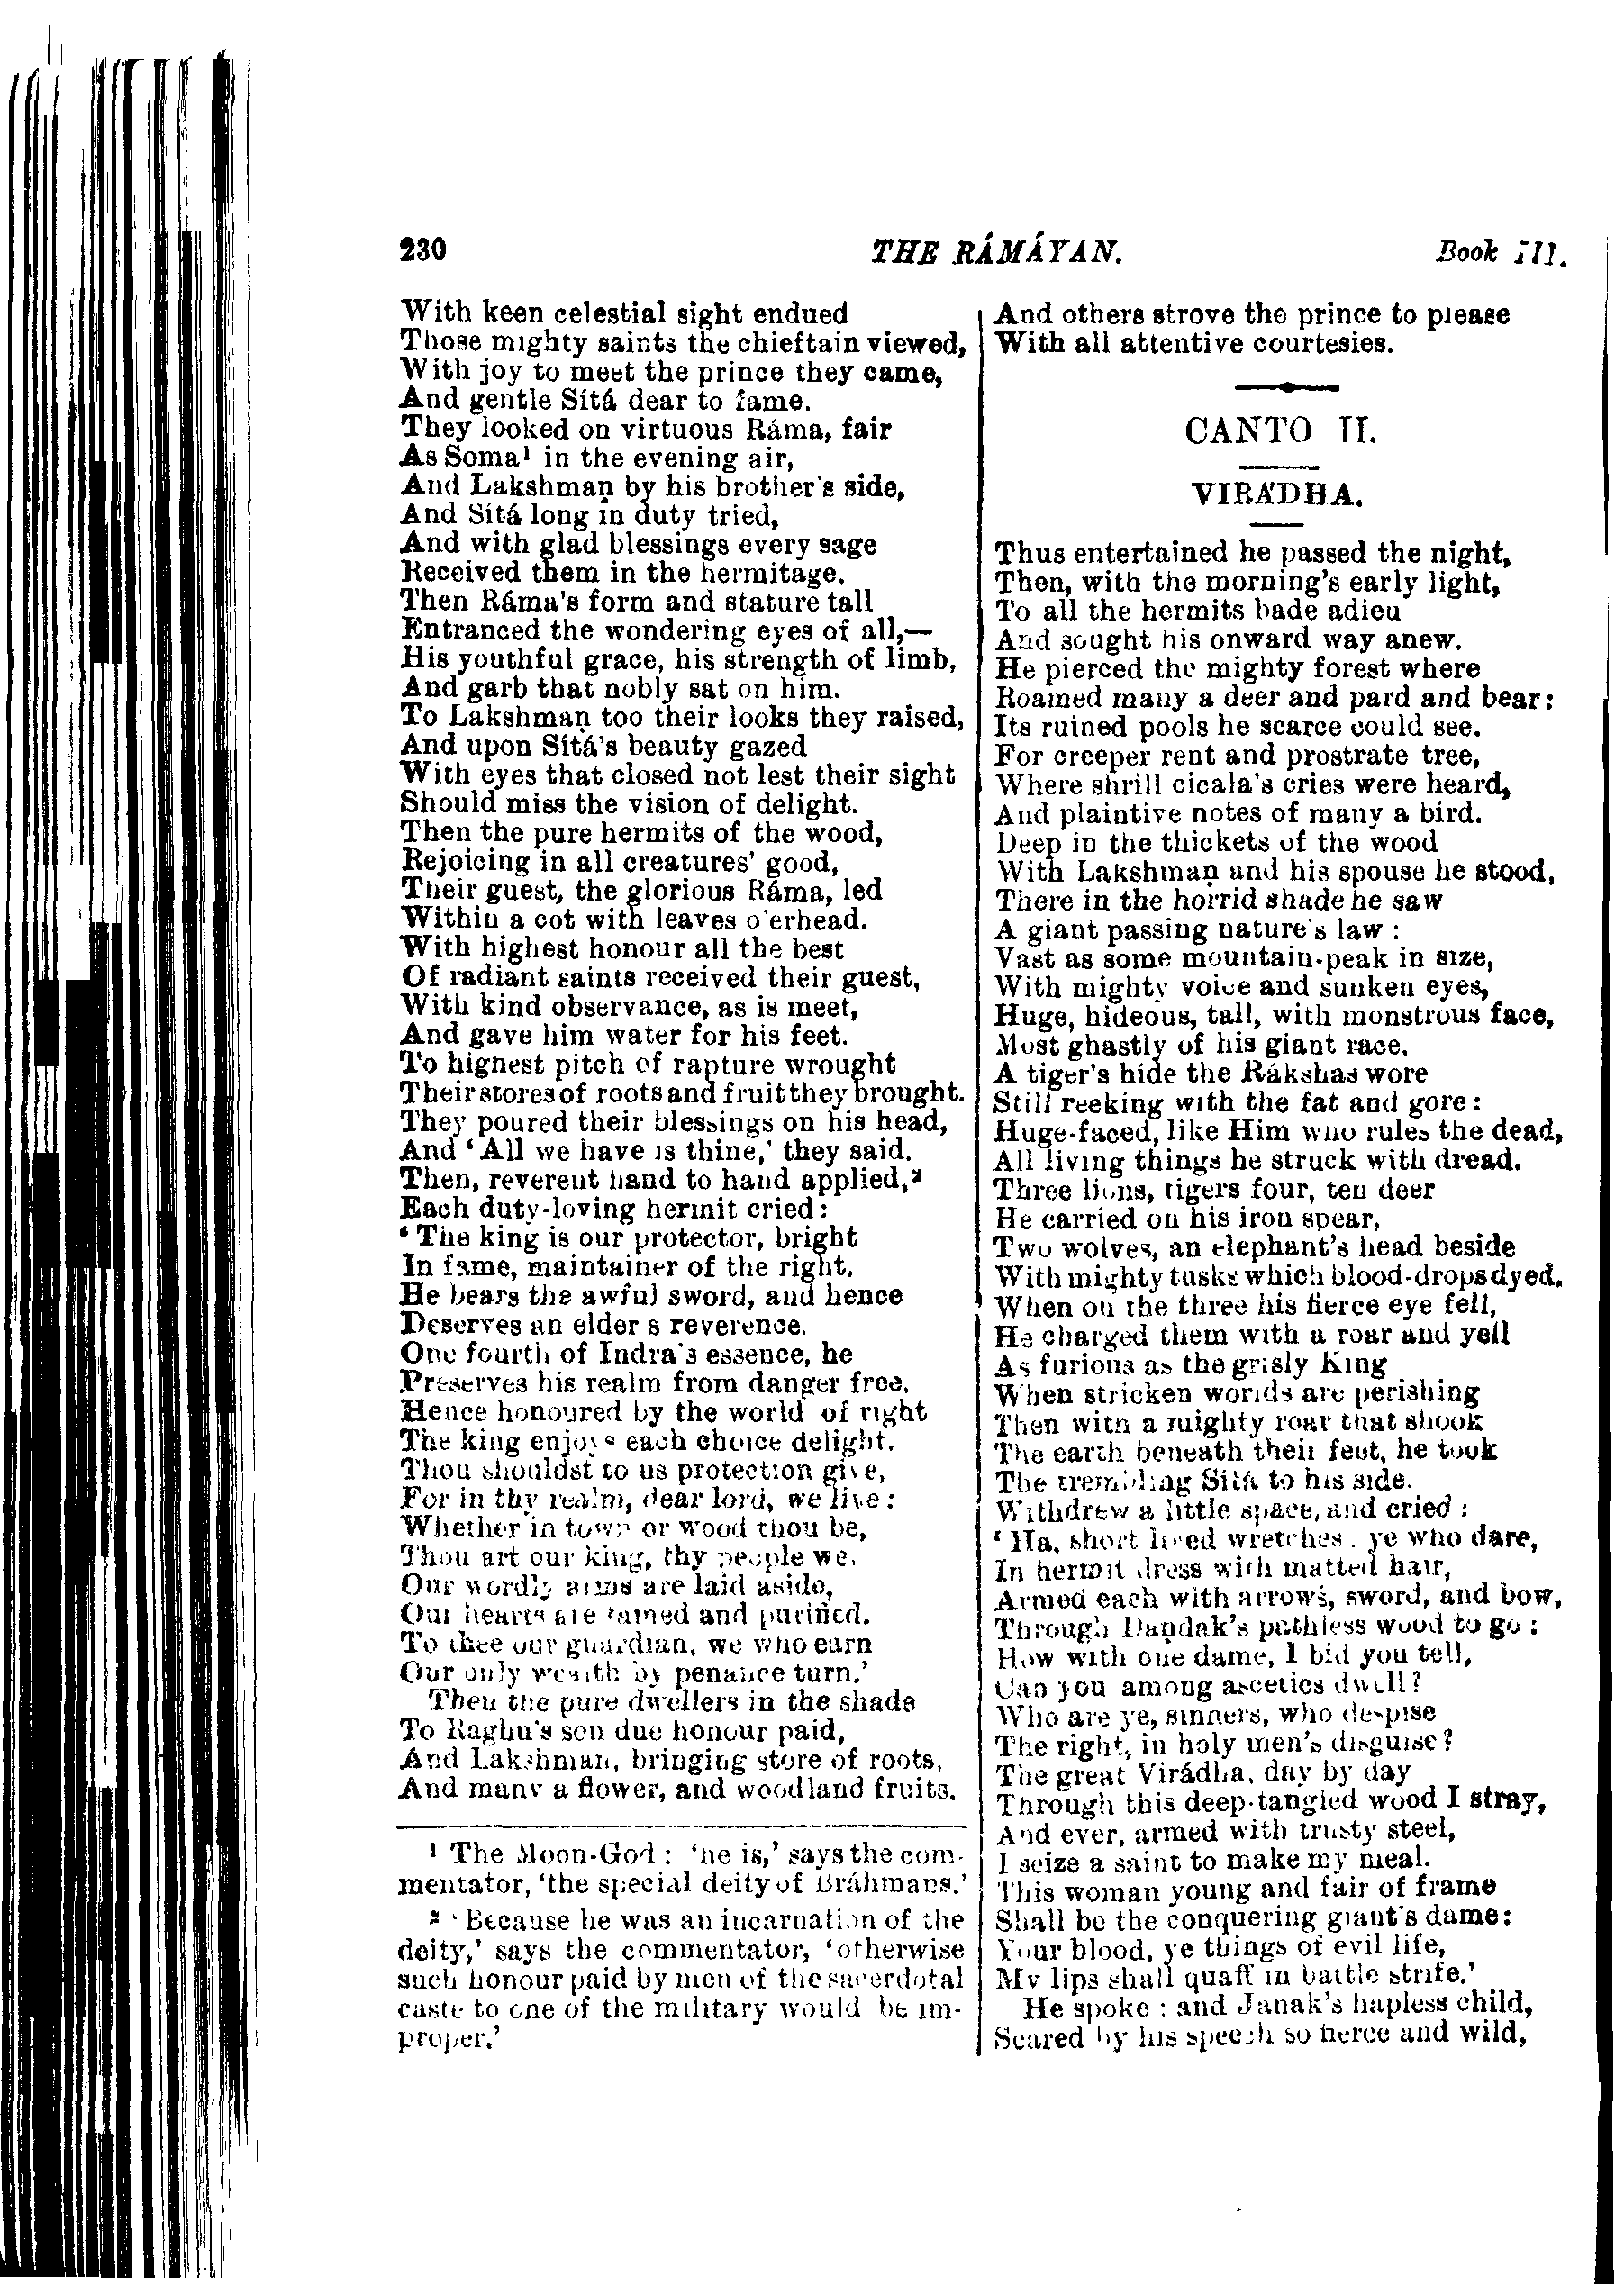 230
THE RÁMÁYAN.
Book III.
With keen celestial sight endued
Those mighty saints the chieftain viewed,
With joy to meet the prince they came,
And gentle Sítá dear to fame.
They looked on virtuous Ráma, fair
As Soma¹ in the evening air,
And Lakshmaṇ by his brother's side,
And Sítá long in duty tried,
And with glad blessings every sage
Received them in the hermitage.
Then Ráma's form and stature tall
Entranced the wondering eyes of all,—
His youthful grace, his strength of limb,
And garb that nobly sat on him.
To Lakshmaṇ too their looks they raised,
And upon Sítá's beauty gazed
With eyes that closed not lest their sight
Should miss the vision of delight.
Then the pure hermits of the wood,
Rejoicing in all creatures' good,
Their guest, the glorious Ráma, led
Within a cot with leaves o'erhead.
With highest honour all the best
Of radiant saints received their guest,
With kind observance, as is meet,
And gave him water for his feet.
To highest pitch of rapture wrought
Their stores of roots and fruit they brought.
They poured their blessings on his head,
And ‘All we have is thine,’ they said.
Then, reverent hand to hand applied,²
Each duty-loving hermit cried:
‘The king is our protector, bright
In fame, maintainer of the right.
He bears the awful sword, and hence
Deserves an elder's reverence.
One fourth of Indra's essence, he
Preserves his realm from danger free.
Hence honoured by the world of right
The king enjoys each choice delight.
Thou shouldst to us protection give,
For in thy realm, dear lord, we live:
Whether in town or wood thou be,
Thou art our king, thy people we.
Our wordly aims are laid aside,
Our hearts are tamed and purified.
To thee our guardian, we who earn
Our only wealth by penance turn.’
Then the pure dwellers in the shade
To Raghu's son due honour paid,
And Lakshman, bringing store of roots,
And many a flower, and woodland fruits.
¹ The Moon-God: ‘he is,’ says the com-
mentator, ‘the special deity of Bráhmans.’
² ‘Because he was an incarnation of the
deity,’ says the commentator, ‘otherwise
such honour paid by men of the sacerdotal
caste to one of the military would be im-
proper.’
And others strove the prince to please
With all attentive courtesies.
CANTO II.
VIRÁDHA.
Thus entertained he passed the night,
Then, with the morning's early light,
To all the hermits bade adieu
And sought his onward way anew.
He pierced the mighty forest where
Roamed many a deer and pard and bear:
Its ruined pools he scarce could see.
For creeper rent and prostrate tree,
Where shrill cicala's cries were heard,
And plaintive notes of many a bird.
Deep in the thickets of the wood
With Lakshmaṇ and his spouse he stood,
There in the horrid shade he saw
A giant passing nature's law :
Vast as some mountain-peak in size,
With mighty voice and sunken eyes,
Huge, hideous, tall, with monstrous face,
Most ghastly of his giant race.
A tiger's hide the Rákshas wore
Still reeking with the fat and gore:
Huge-faced, like Him who rules the dead,
All living things he struck with dread.
Three lions, tigers four, ten deer
He carried on his iron spear,
Two wolves, an elephant's head beside
With mighty tusks which blood-drops dyed.
When on the three his fierce eye fell,
He charged them with a roar and yell
As furious as the grisly King
When stricken worlds are perishing
Then with a mighty roar that shook
The earth beneath their feet, he took
The trembling Sítá to his side.
Withdrew a little space, and cried :
‘Ha, short lived wretches, ye who dare,
In hermit dress with matted hair,
Armed each with arrows, sword, and bow,
Through Daṇdak's pathless wood to go :
How with one dame, I bid you tell,
Can you among ascetics dwell?
Who are ye, sinners, who despise
The right, in holy men's disguise?
The great Virádha, day by day
Through this deep-tangled wood I stray,
And ever, armed with trusty steel,
I seize a saint to make my meal.
This woman young and fair of frame
Shall be the conquering giant's dame:
Your blood, ye things of evil life,
My lips shall quaff in battle strife.’
He spoke : and Janak's hapless child,
Scared by his speech so fierce and wild,